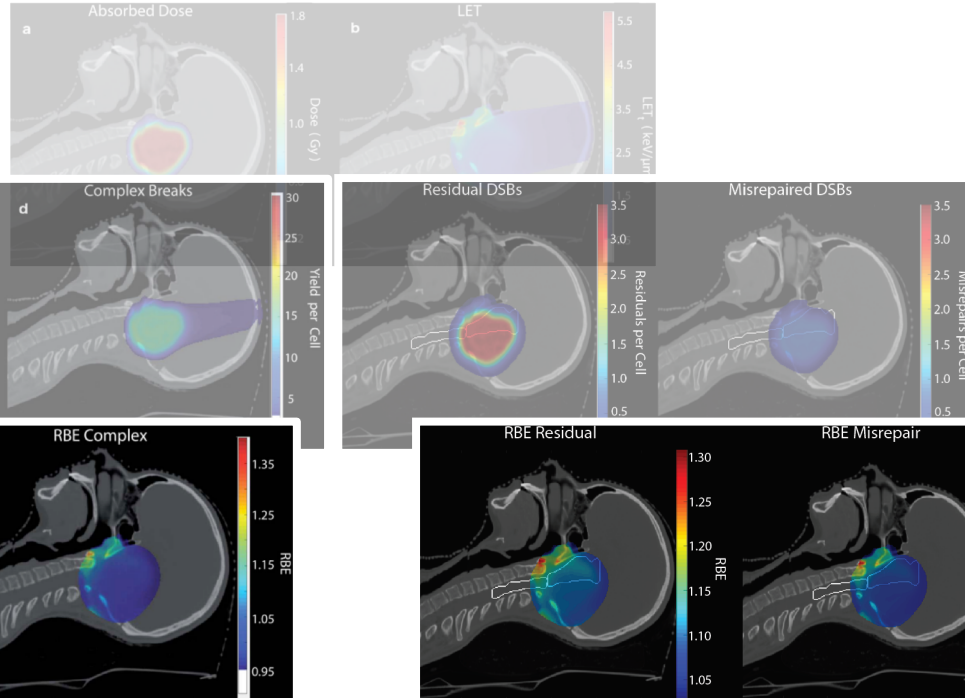 Absorbed Dose
LET
a
b
1.8
1.4
1.0
Dose (Gy)
5.5
4.5
3.5
2.5
1.5
LET_t (keV/μm
Complex Breaks
Residual DSBs
Misrepaired DSBs
d
30
25
20
15
10
5
Yield per Cell
3.5
3.0
2.5
2.0
1.5
1.0
0.5
Residuals per Cell
3.5
3.0
2.5
2.0
1.5
1.0
0.5
Misrepairs per Cell
RBE Complex
RBE Residual
RBE Misrepair
1.35
1.25
1.15
1.05
0.95
RBE
1.30
1.25
1.20
1.15
1.10
1.05
RBE